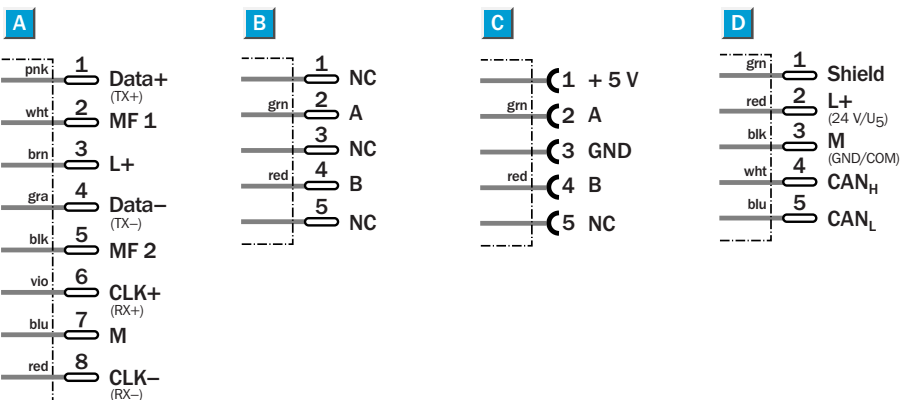 A
pnk 1 Data+
(TX+)
wht 2 MF 1
brn 3 L+
gra 4 Data–
(TX–)
blk 5 MF 2
vio 6 CLK+
(RX+)
blu 7 M
red 8 CLK–
(RX–)
B
1 NC
grn 2 A
3 NC
red 4 B
5 NC
C
1 + 5 V
grn 2 A
3 GND
red 4 B
5 NC
D
grn 1 Shield
red 2 L+
(24 V/U5)
blk 3 M
(GND/COM)
wht 4 CANH
blu 5 CANL